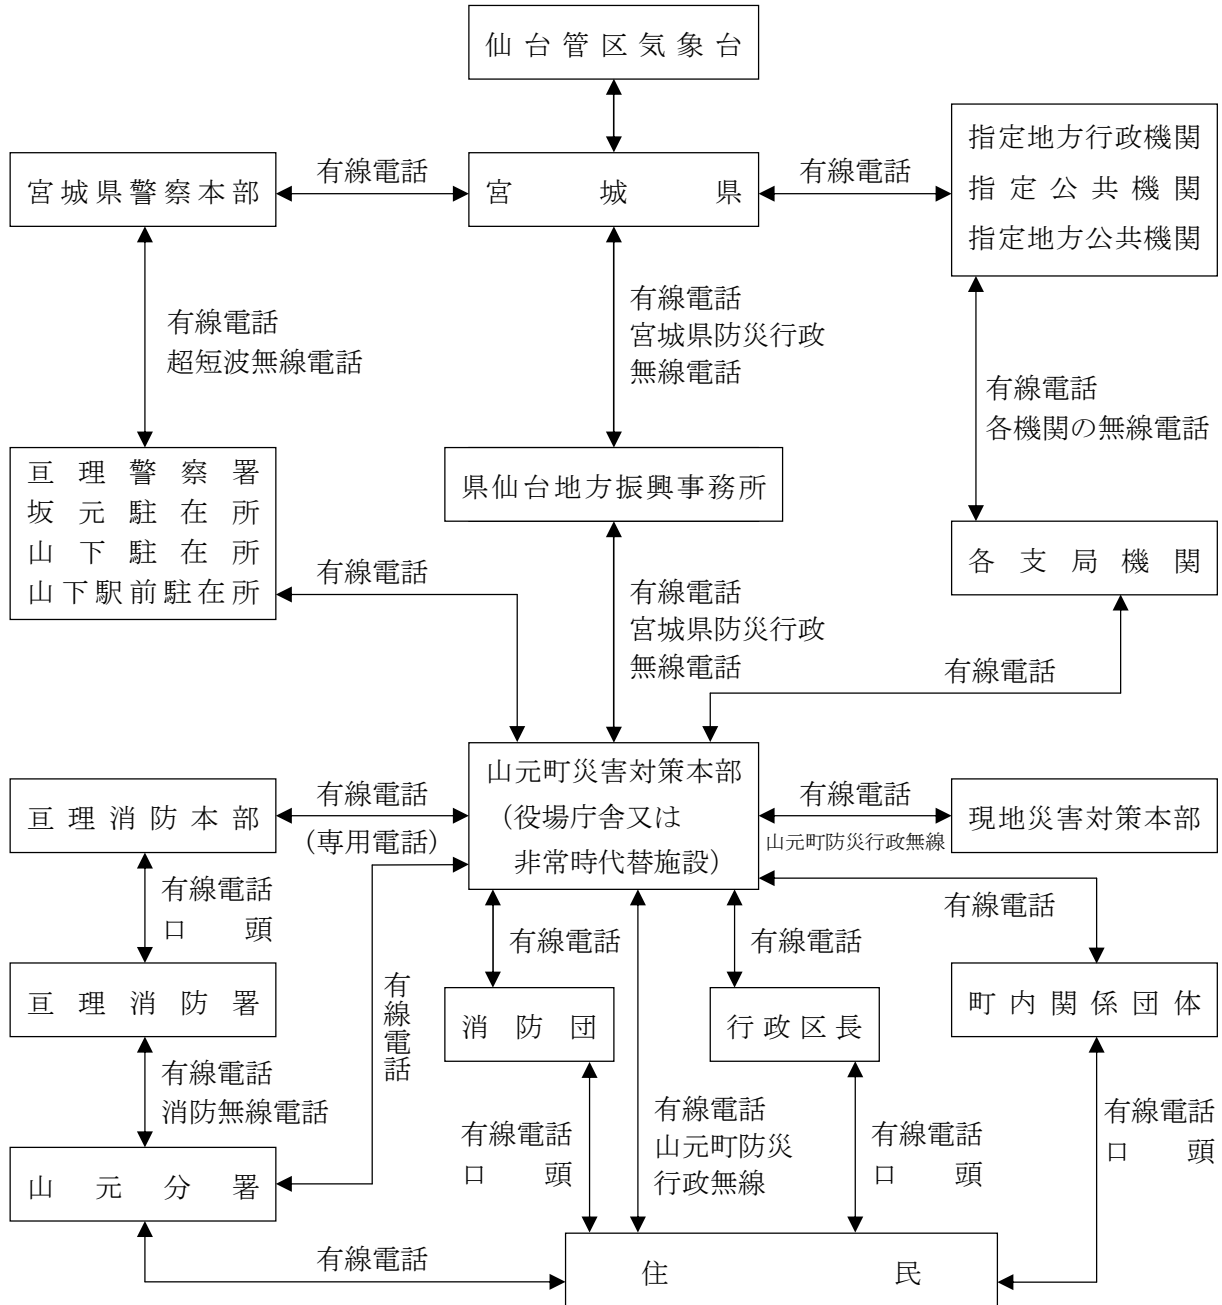 仙台管区気象台
指定地方行政機関
指定公共機関
指定地方公共機関
宮城県警察本部
有線電話
宮城県
有線電話
有線電話
宮城県防災行政
無線電話
有線電話
超短波無線電話
有線電話
各機関の無線電話
亘理警察署
坂元駐在所
山下駐在所
山下駅前駐在所
県仙台地方振興事務所
各支局機関
有線電話
有線電話
宮城県防災行政
無線電話
有線電話
山元町災害対策本部
（役場庁舎又は
非常時代替施設）
亘理消防本部
有線電話
（専用電話）
有線電話
山元町防災行政無線
現地災害対策本部
有線電話
口頭
有線電話
有線電話
有線電話
亘理消防署
有線電話
消防団
行政区長
町内関係団体
有線電話
消防無線電話
有線電話
口頭
有線電話
山元町防災
行政無線
有線電話
口頭
有線電話
口頭
山元分署
有線電話
住民